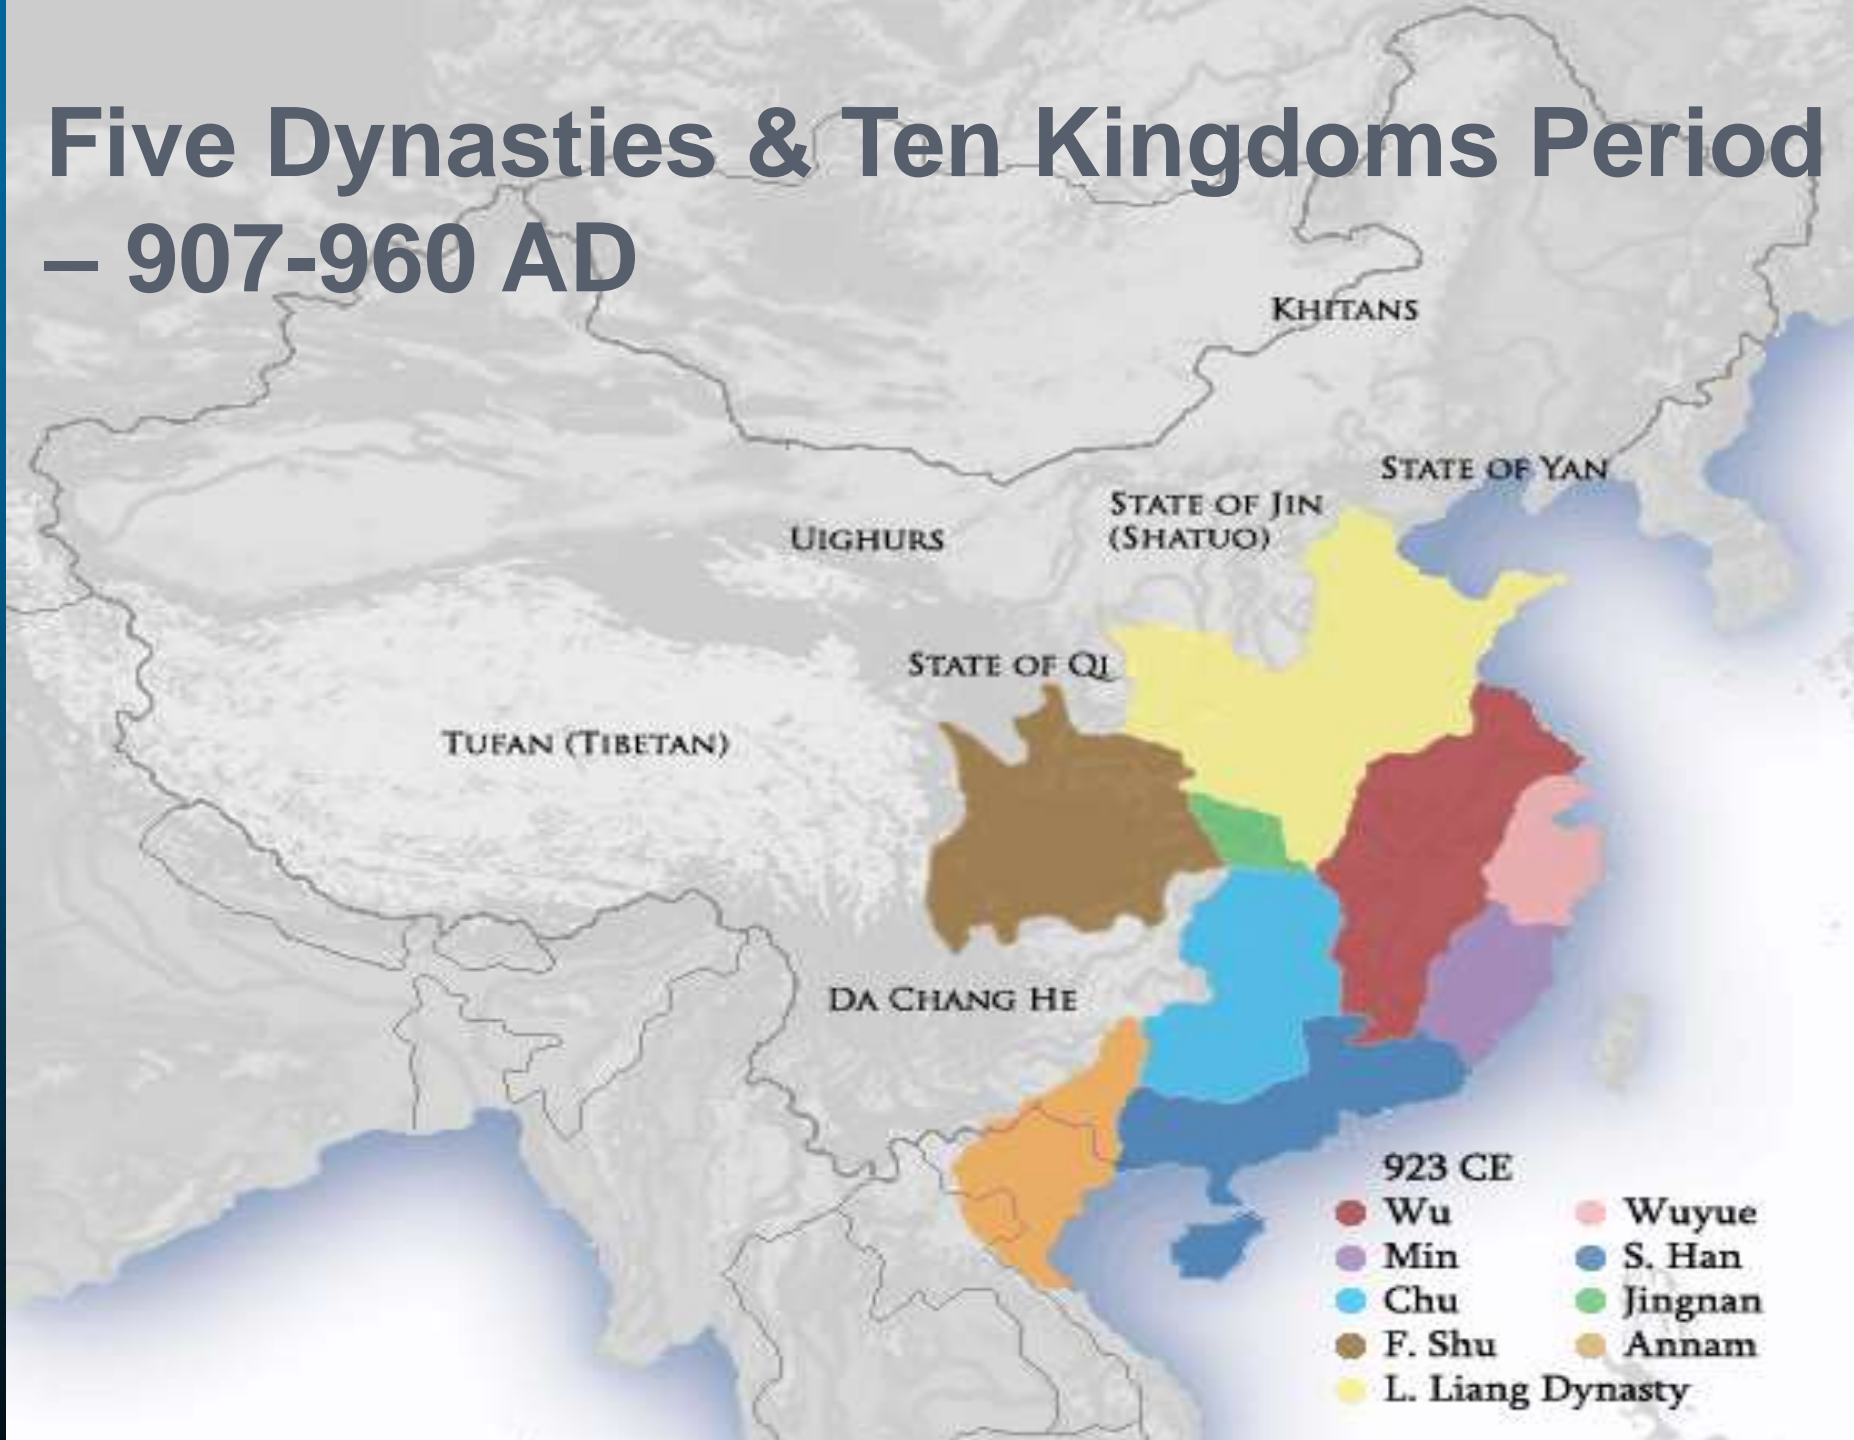 Five Dynasties & Ten Kingdoms Period
– 907-960 AD
KHITANS
STATE OF YAN
STATE OF JIN
(SHATUO)
UIGHURS
STATE OF QI
TUFAN (TIBETAN)
DA CHANG HE
923 CE
Wu
Wuyue
Min
S. Han
Chu
Jingnan
F. Shu
Annam
L. Liang Dynasty